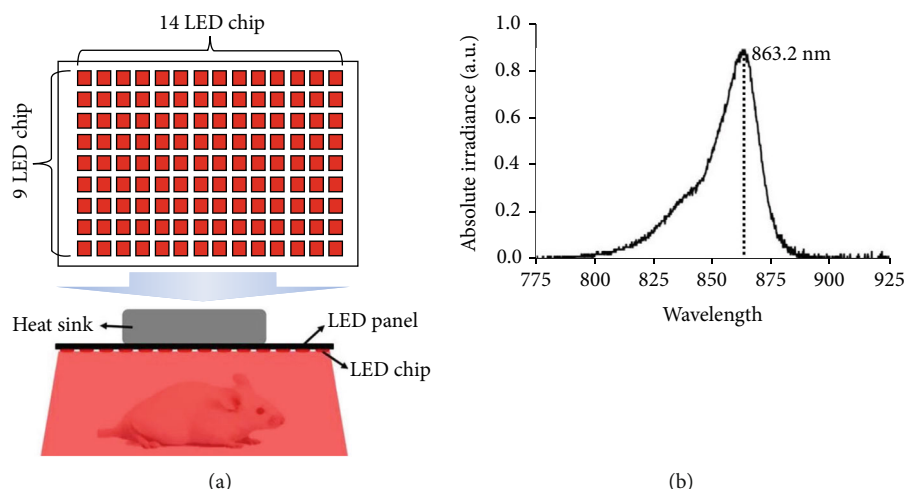 14 LED chip
9 LED chip
Heat sink
LED panel
LED chip
(a)
Absolute irradiance (a.u.)
1.0
0.8
0.6
0.4
0.2
0.0
863.2 nm
775
800
825
850
875
900
925
Wavelength
(b)